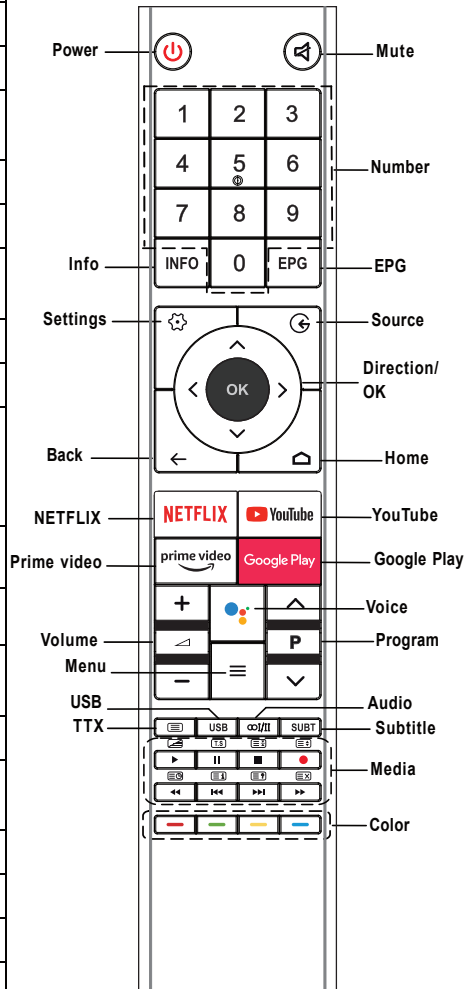 Power
Mute
1 2 3
4 5 6
Number
7 8 9
Info
INFO 0 EPG
EPG
Settings
Source
Direction/
OK
OK
Back
Home
NETFLIX
NETFLIX
YouTube
YouTube
Prime video
prime video
Google Play
Google Play
Voice
Volume
P
Program
Menu
USB
Audio
TTX
USB I/II SUBT
Subtitle
T.S
Media
Color